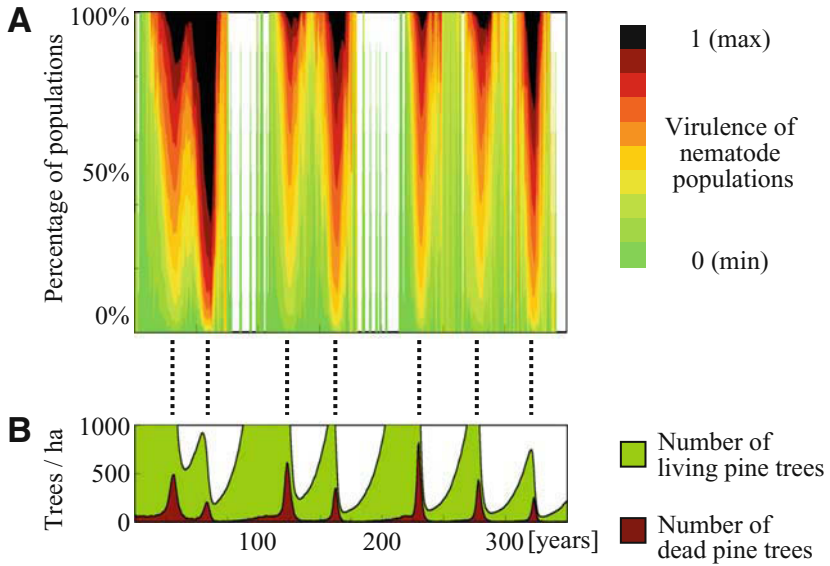 A
Percentage of populations
100%
50%
0%
1 (max)
Virulence of
nematode
populations
0 (min)
B
Trees / ha
1000
500
0
100
200
300
[years]
Number of
living pine trees
Number of
dead pine trees